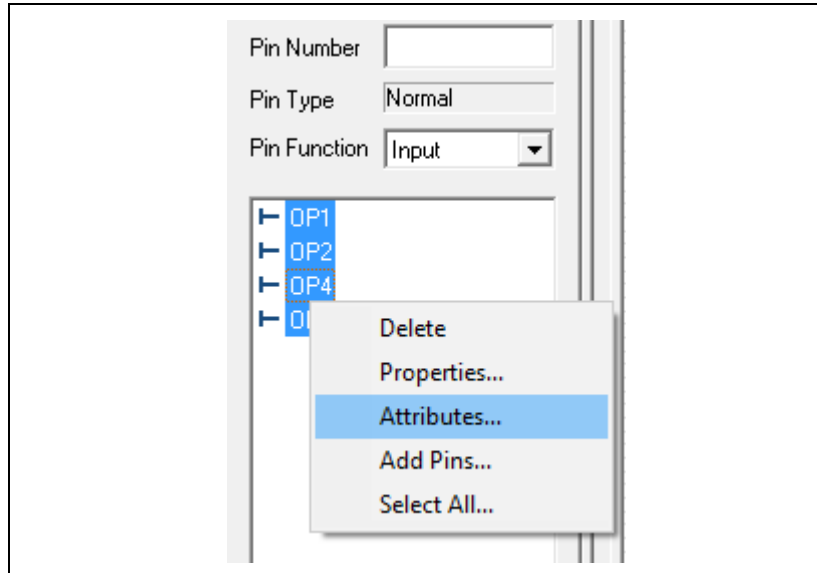 Pin Number
Pin Type Normal
Pin Function Input
OP1
OP2
OP4
Delete
Properties...
Attributes...
Add Pins...
Select All...